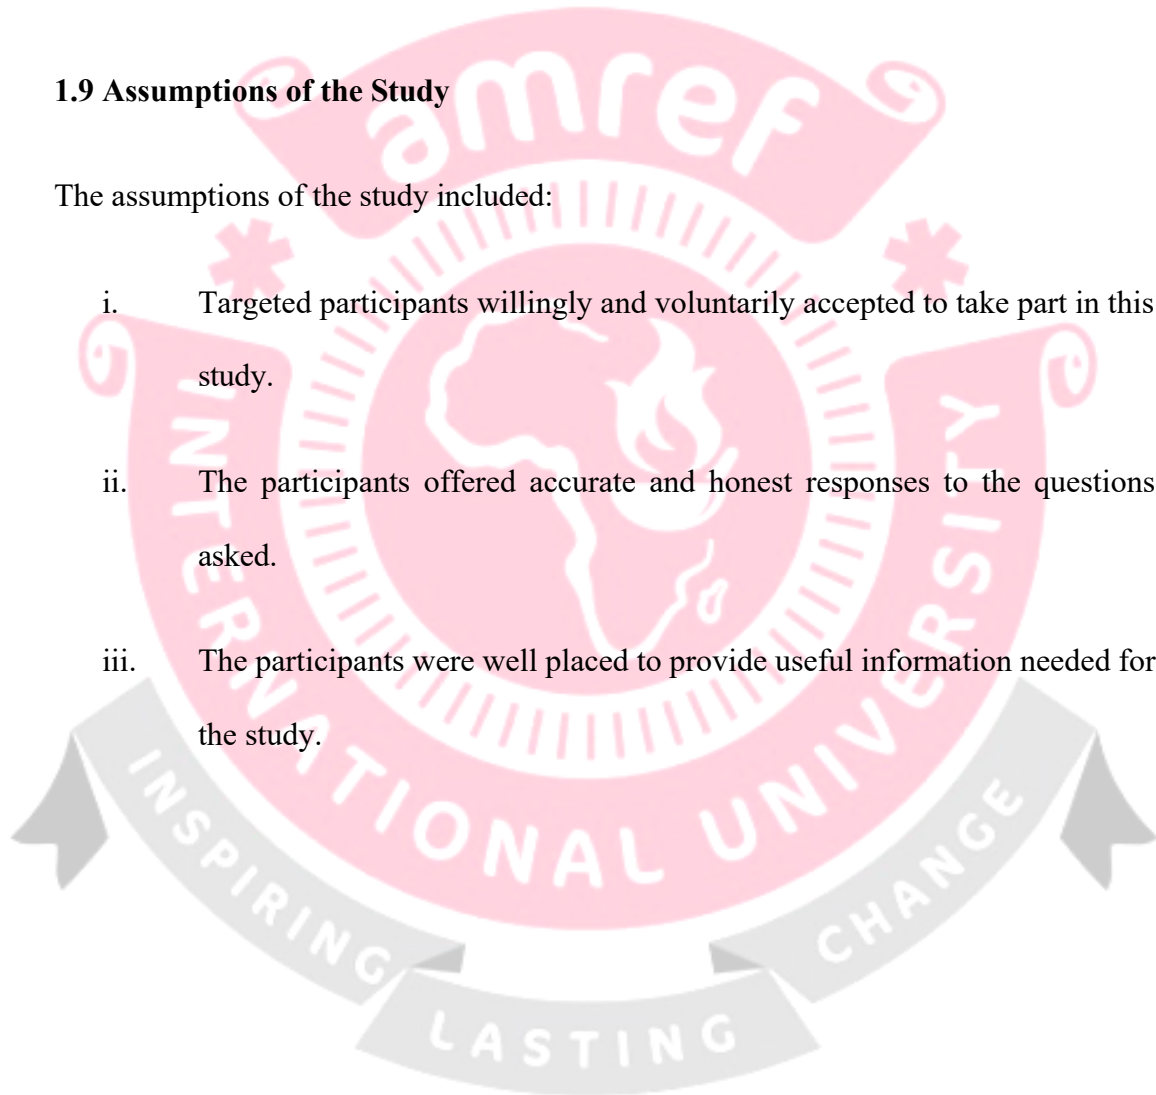 1.9 Assumptions of the Study
The assumptions of the study included:
i. Targeted participants willingly and voluntarily accepted to take part in this
study.
ii. The participants offered accurate and honest responses to the questions
asked.
iii. The participants were well placed to provide useful information needed for
the study.
amref
INTERNATIONAL UNIVERSITY
INSPIRING
LASTING
CHANGE